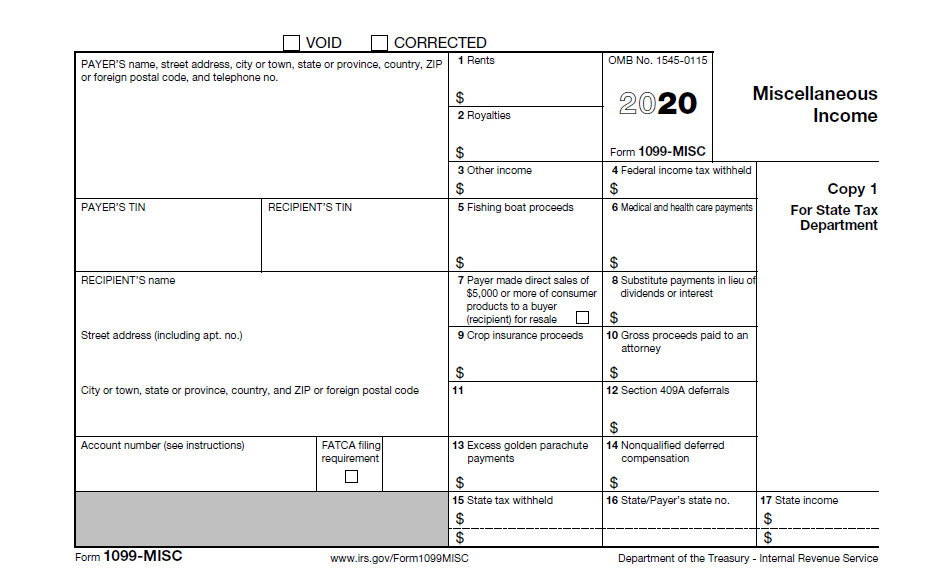 VOID CORRECTED
PAYER'S name, street address, city or town, state or province, country, ZIP
or foreign postal code, and telephone no.
1 Rents
$
2 Royalties
$
OMB No. 1545-0115
2020
Form 1099-MISC
Miscellaneous
Income
3 Other income
$
4 Federal income tax withheld
$
Copy 1
For State Tax
Department
PAYER'S TIN
RECIPIENT'S TIN
5 Fishing boat proceeds
$
6 Medical and health care payments
$
RECIPIENT'S name
7 Payer made direct sales of
$5,000 or more of consumer
products to a buyer
(recipient) for resale
8 Substitute payments in lieu of
dividends or interest
$
Street address (including apt. no.)
9 Crop insurance proceeds
$
10 Gross proceeds paid to an
attorney
$
City or town, state or province, country, and ZIP or foreign postal code
11
12 Section 409A deferrals
$
Account number (see instructions)
FATCA filing
requirement
13 Excess golden parachute
payments
$
14 Nonqualified deferred
compensation
$
15 State tax withheld
$
$
16 State/Payer's state no.
17 State income
$
$
Form 1099-MISC
www.irs.gov/Form1099MISC
Department of the Treasury - Internal Revenue Service